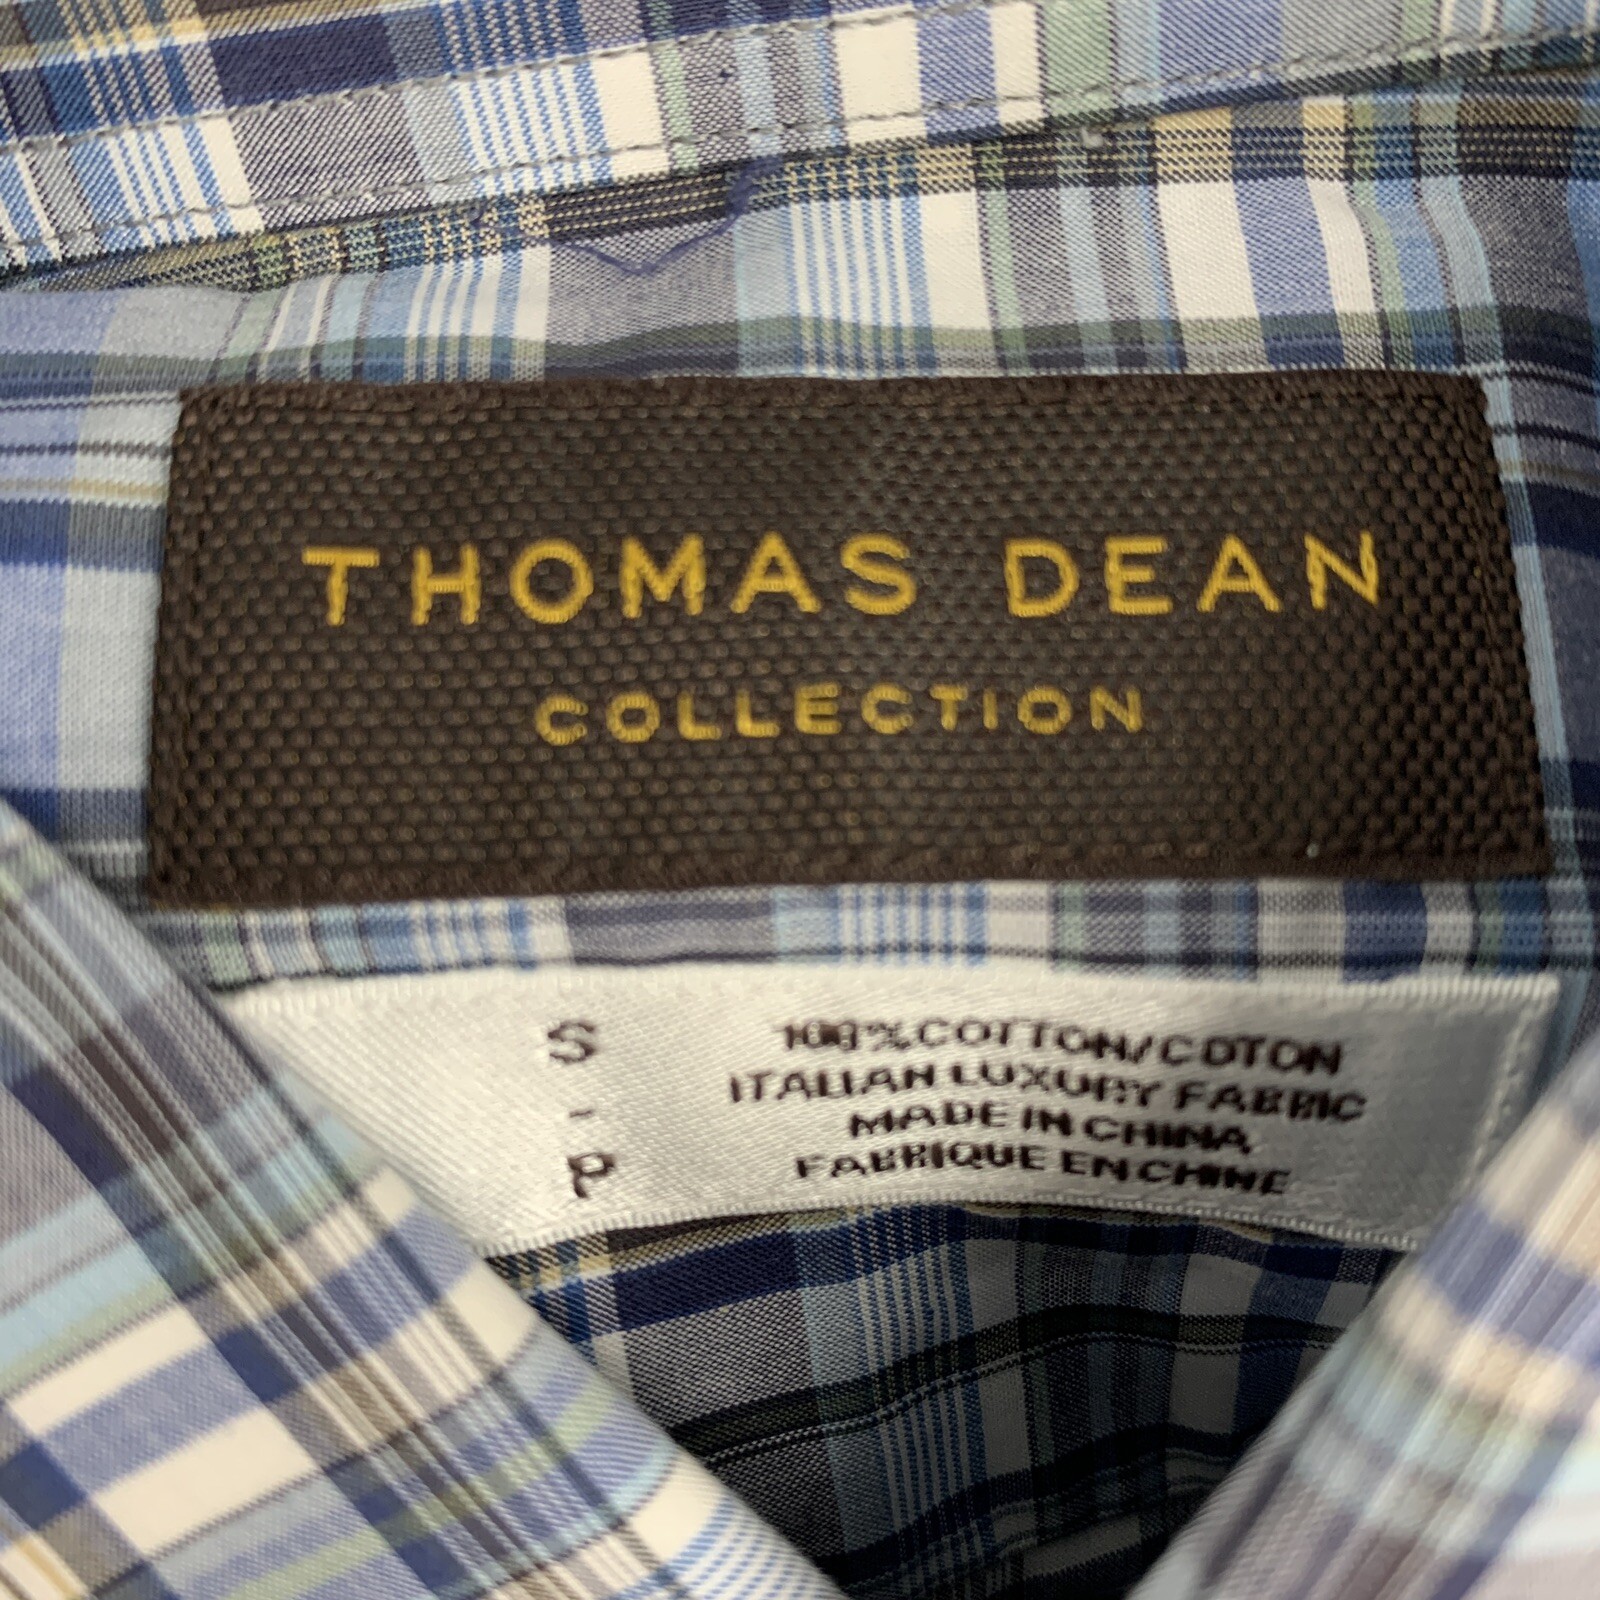 THOMAS DEAN
COLLECTION
S
-
P
100% COTTON/COTON
ITALIAN LUXURY FABRIC
MADE IN CHINA
FABRIQUE EN CHINE